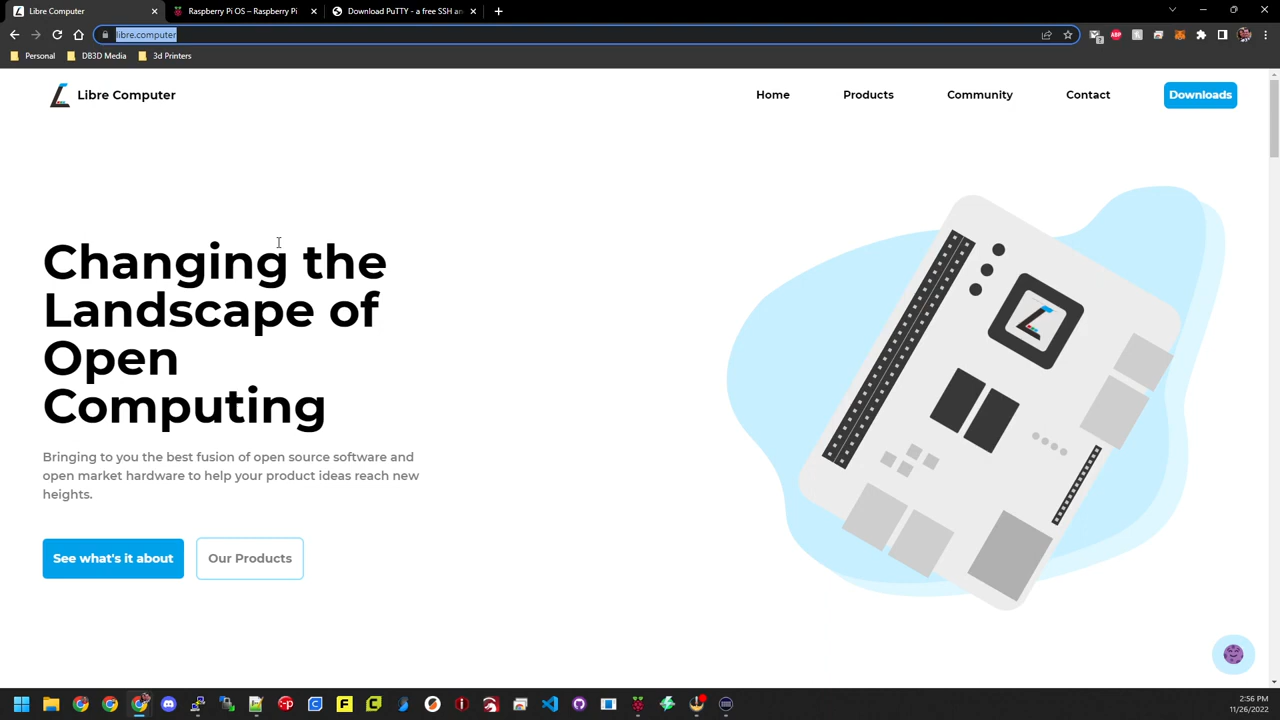 Libre Computer
Raspberry Pi OS – Raspberry Pi
Download PuTTY - a free SSH an
libre.computer
Personal
DB3D Media
3d Printers
Libre Computer
Home
Products
Community
Contact
Downloads
Changing the
Landscape of
Open
Computing
Bringing to you the best fusion of open source software and
open market hardware to help your product ideas reach new
heights.
See what's it about
Our Products
2:56 PM
11/26/2022